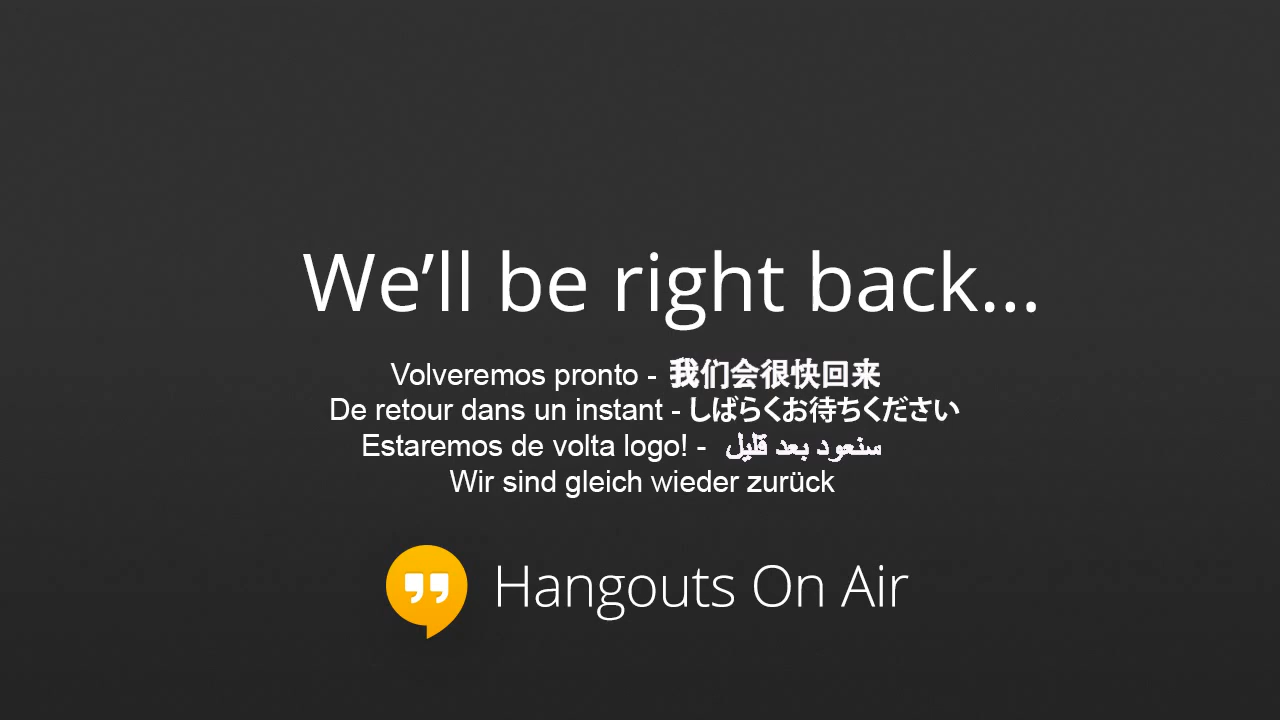 We’ll be right back...
Volveremos pronto - 我们会很快回来
De retour dans un instant - しばらくお待ちください
Estaremos de volta logo! - سنعود بعد قليل
Wir sind gleich wieder zurück
Hangouts On Air